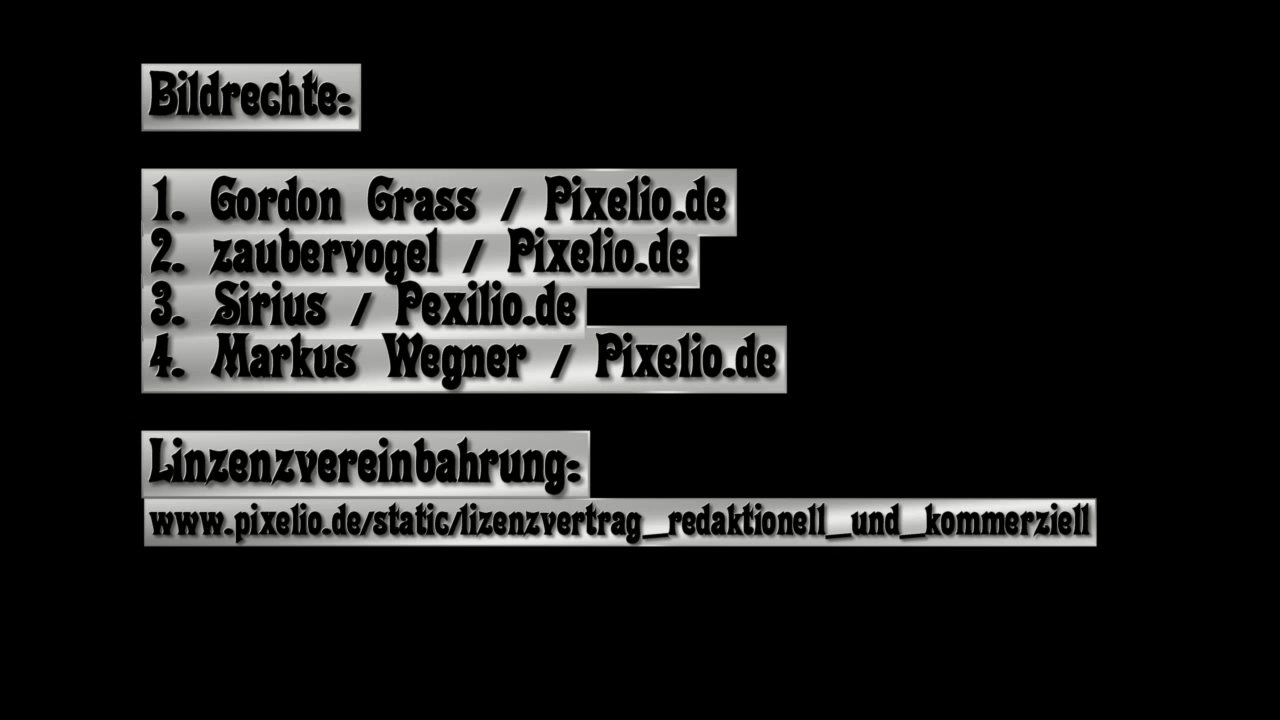 Bildrechte:
1. Gordon Grass / Pixelio.de
2. zaubervogel / Pixelio.de
3. Sirius / Pexilio.de
4. Markus Wegner / Pixelio.de
Linzenzvereinbahrung:
www.pixelio.de/static/lizenzvertrag_redaktionell_und_kommerziell